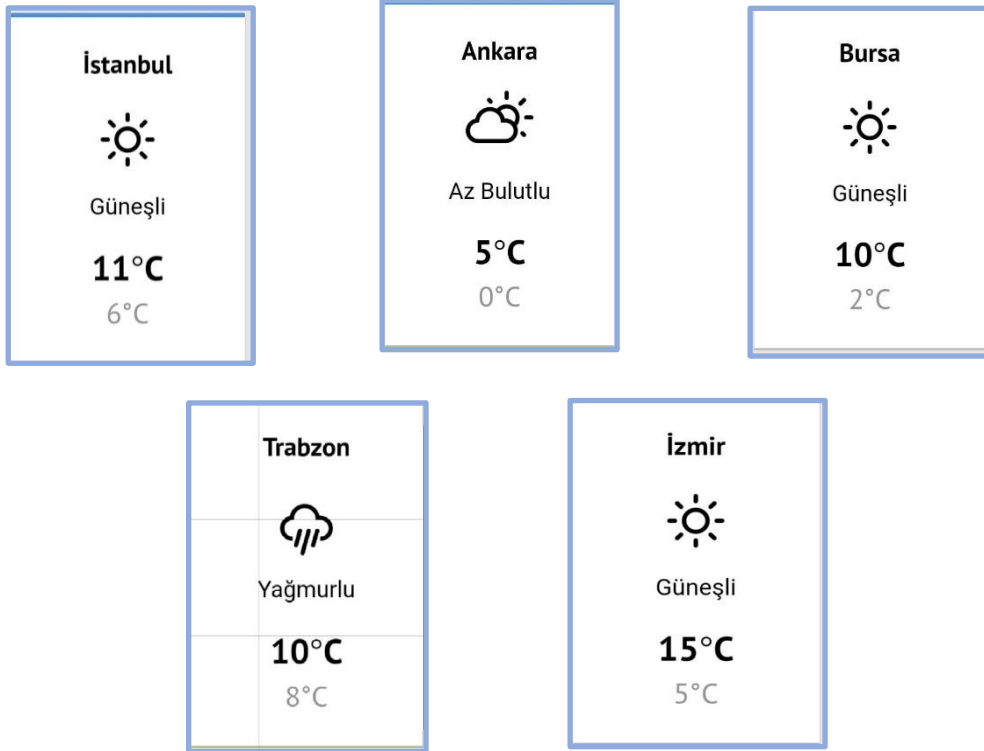 İstanbul
Güneşli
11°C
6°C
Ankara
Az Bulutlu
5°C
0°C
Bursa
Güneşli
10°C
2°C
Trabzon
Yağmurlu
10°C
8°C
İzmir
Güneşli
15°C
5°C